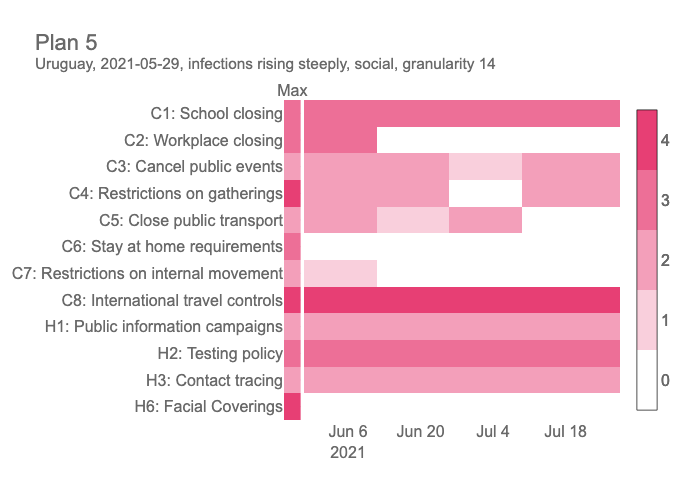 Plan 5
Uruguay, 2021-05-29, infections rising steeply, social, granularity 14
Max
C1: School closing
C2: Workplace closing
C3: Cancel public events
C4: Restrictions on gatherings
C5: Close public transport
C6: Stay at home requirements
C7: Restrictions on internal movement
C8: International travel controls
H1: Public information campaigns
H2: Testing policy
H3: Contact tracing
H6: Facial Coverings
4
3
2
1
0
Jun 6 Jun 20 Jul 4 Jul 18
2021